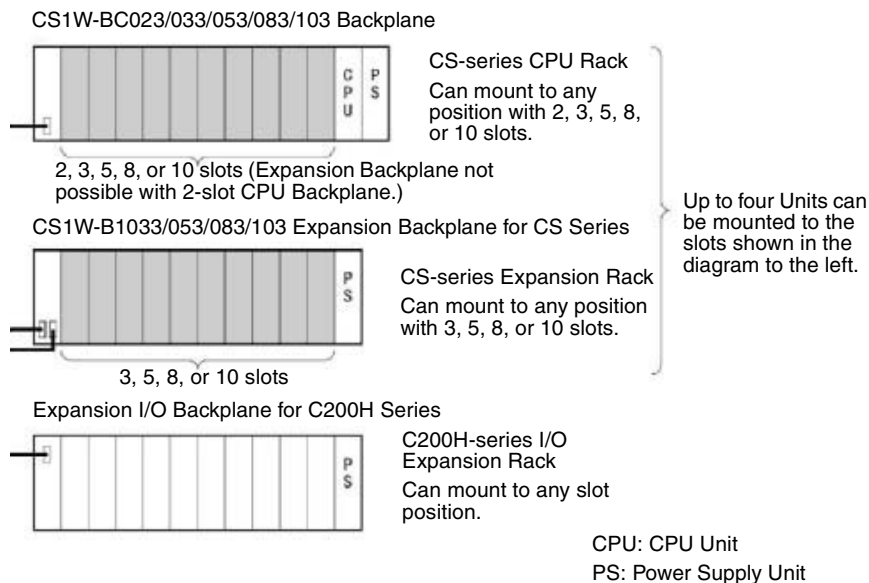 CS1W-BC023/033/053/083/103 Backplane
CPU
PS
CS-series CPU Rack
Can mount to any
position with 2, 3, 5, 8,
or 10 slots.
2, 3, 5, 8, or 10 slots (Expansion Backplane not
possible with 2-slot CPU Backplane.)
Up to four Units can
be mounted to the
slots shown in the
diagram to the left.
CS1W-B1033/053/083/103 Expansion Backplane for CS Series
PS
CS-series Expansion Rack
Can mount to any position
with 3, 5, 8, or 10 slots.
3, 5, 8, or 10 slots
Expansion I/O Backplane for C200H Series
PS
C200H-series I/O
Expansion Rack
Can mount to any slot
position.
CPU: CPU Unit
PS: Power Supply Unit